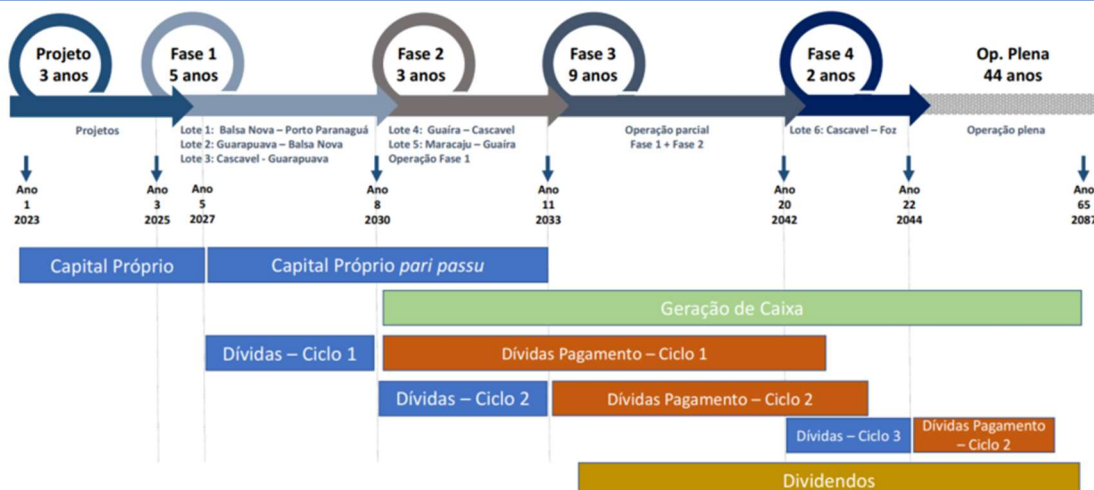 Projeto
3 anos
Fase 1
5 anos
Fase 2
3 anos
Fase 3
9 anos
Fase 4
2 anos
Op. Plena
44 anos
Projetos
Lote 1: Balsa Nova – Porto Paranaguá
Lote 2: Guarapuava – Balsa Nova
Lote 3: Cascavel - Guarapuava
Lote 4: Guaíra – Cascavel
Lote 5: Maracaju – Guaíra
Operação Fase 1
Operação parcial
Fase 1 + Fase 2
Lote 6: Cascavel – Foz
Operação plena
Ano
1
2023
Ano
3
2025
Ano
5
2027
Ano
8
2030
Ano
11
2033
Ano
20
2042
Ano
22
2044
Ano
65
2087
Capital Próprio
Capital Próprio pari passu
Geração de Caixa
Dívidas – Ciclo 1
Dívidas Pagamento – Ciclo 1
Dívidas – Ciclo 2
Dívidas Pagamento – Ciclo 2
Dívidas – Ciclo 3
Dívidas Pagamento
– Ciclo 2
Dividendos